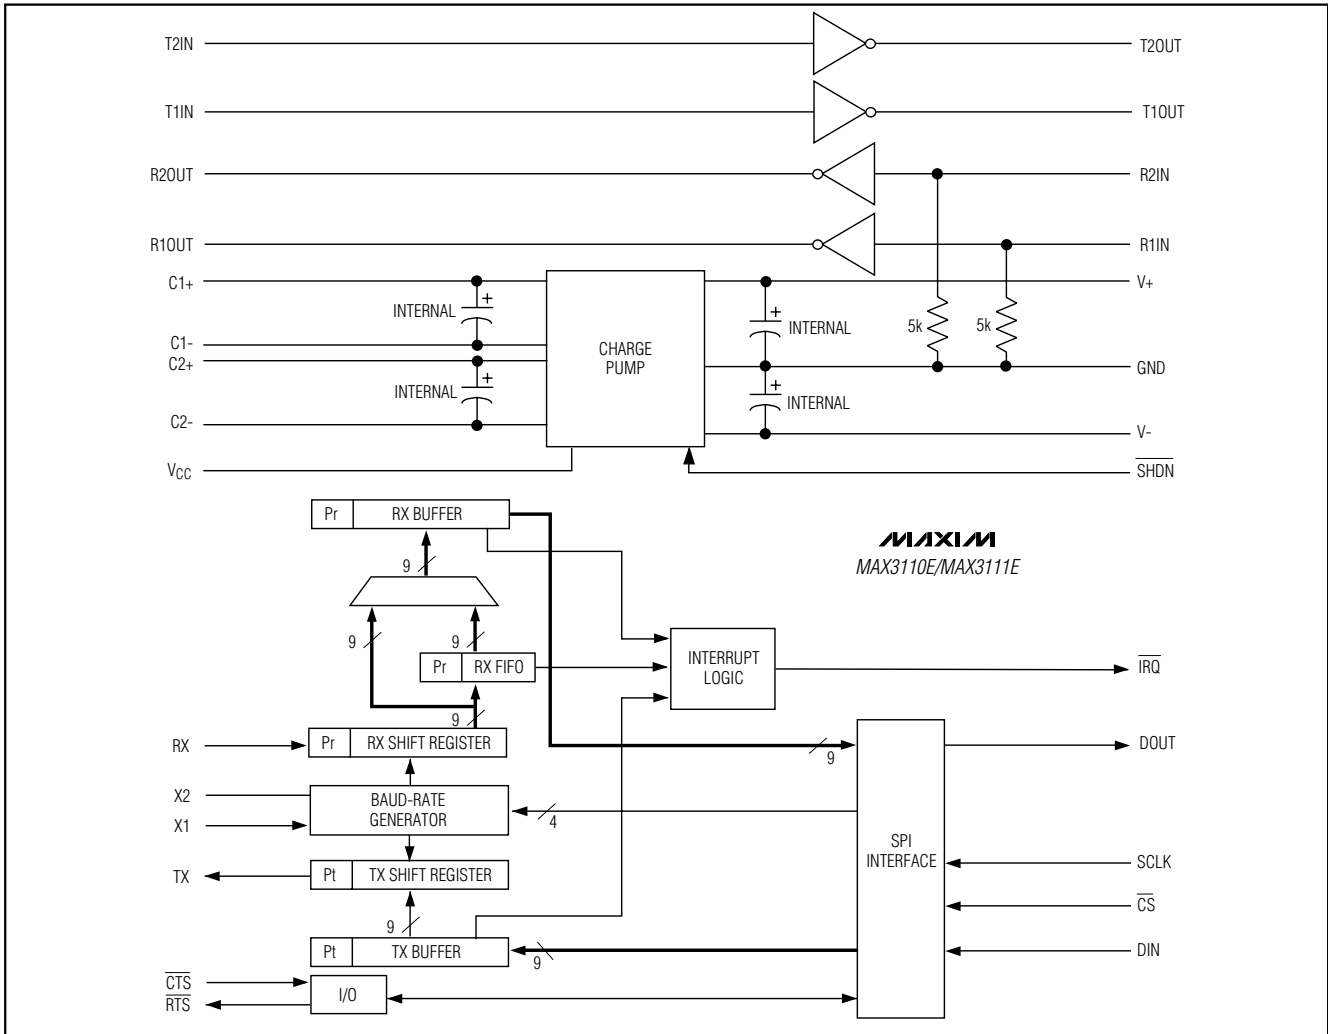 T2IN
T2OUT
T1IN
T1OUT
R2OUT
R2IN
R1OUT
R1IN
C1+
V+
+
INTERNAL
+
INTERNAL
5k
5k
C1-
C2+
CHARGE
PUMP
GND
+
INTERNAL
+
INTERNAL
C2-
V-
VCC
SHDN
Pr
RX BUFFER
MAXIM
MAX3110E/MAX3111E
9
9
9
INTERRUPT
LOGIC
IRQ
Pr
RX FIFO
9
RX
Pr
RX SHIFT REGISTER
9
DOUT
X2
BAUD-RATE
GENERATOR
X1
4
SPI
INTERFACE
TX
Pt
TX SHIFT REGISTER
SCLK
CS
9
Pt
TX BUFFER
9
DIN
CTS
RTS
I/O